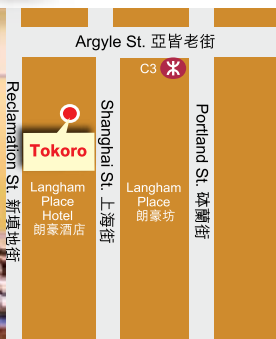 Argyle St. 亞皆老街
C3
Reclamation St. 新填地街
Tokoro
Shanghai St. 上海街
Portland St. 砵蘭街
Langham
Place
Hotel
朗豪酒店
Langham
Place
朗豪坊